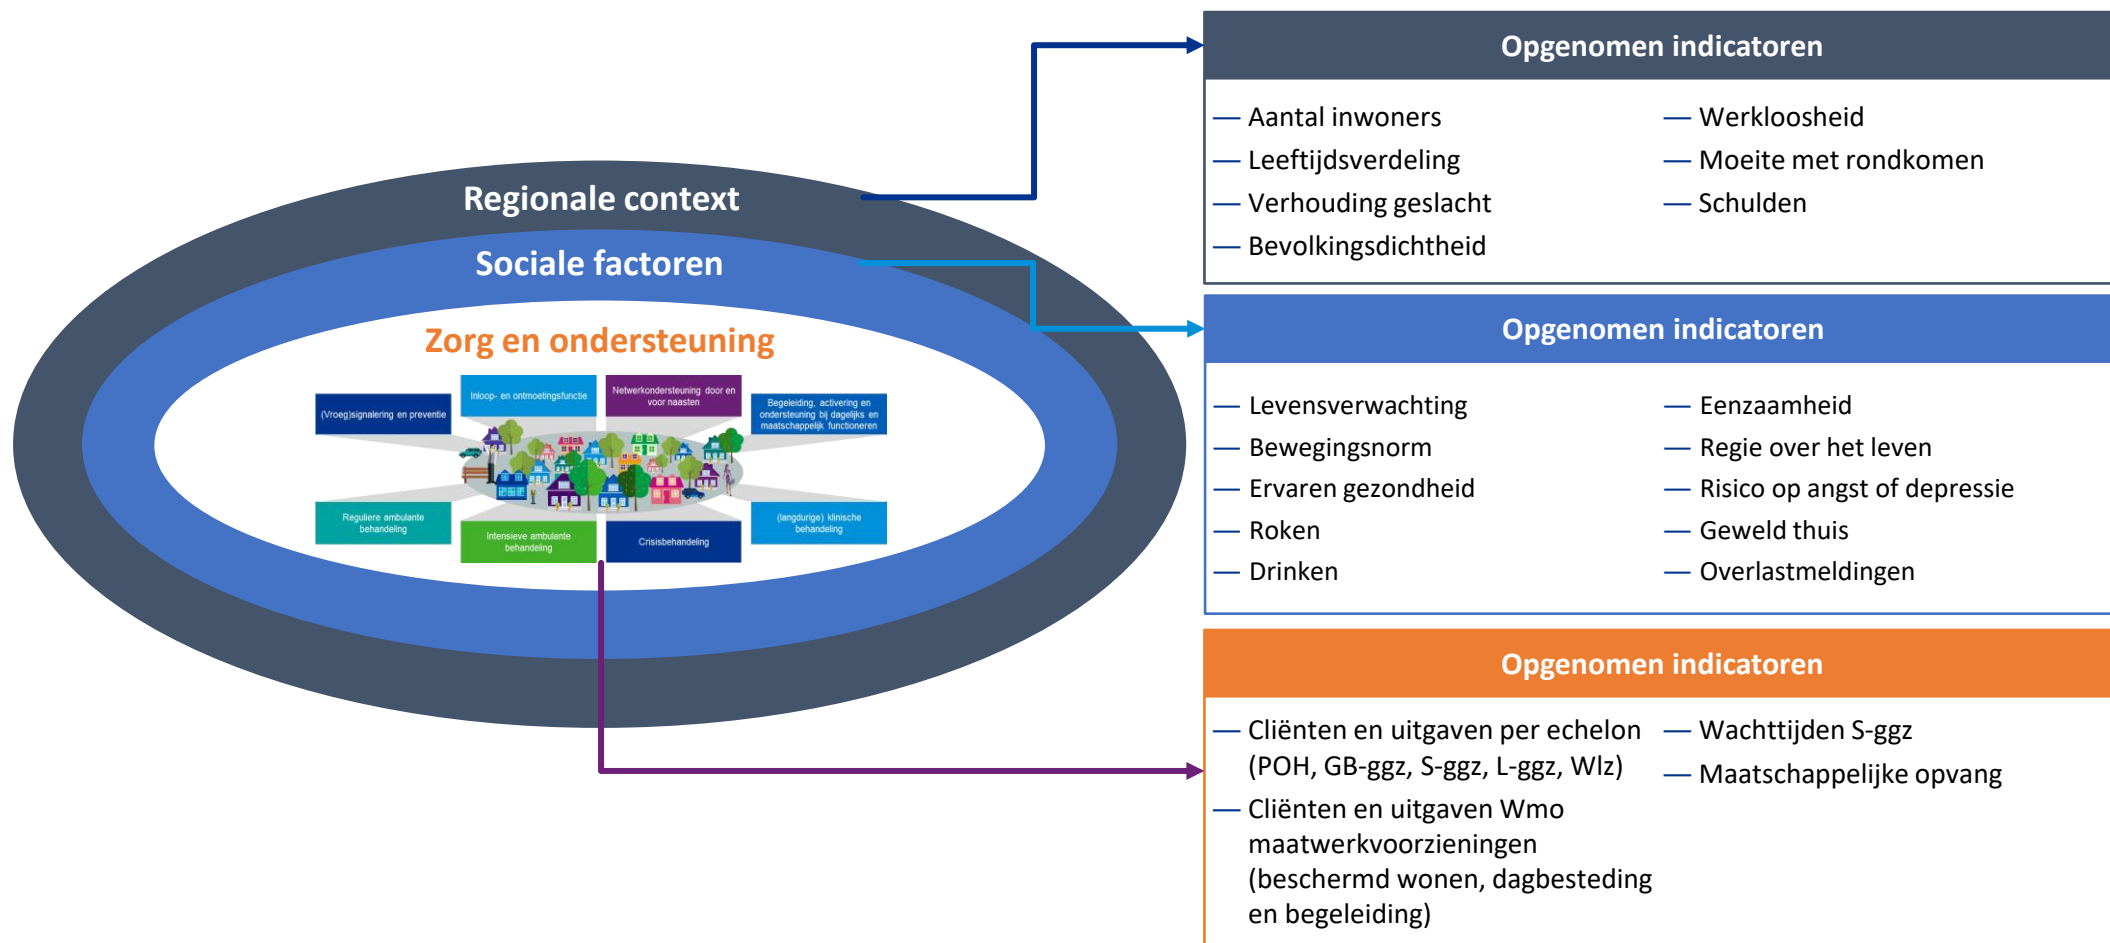 Regionale context
Sociale factoren
Zorg en ondersteuning
(Vroeg)signalering en preventie
Inloop- en ontmoetingsfunctie
Netwerkondersteuning door en
voor naasten
Begeleiding, activering en
ondersteuning bij dagelijks en
maatschappelijk functioneren
Reguliere ambulante
behandeling
Intensieve ambulante
behandeling
Crisisbehandeling
(langdurige) klinische
behandeling
Opgenomen indicatoren
— Aantal inwoners
— Leeftijdsverdeling
— Verhouding geslacht
— Bevolkingsdichtheid
— Werkloosheid
— Moeite met rondkomen
— Schulden
Opgenomen indicatoren
— Levensverwachting
— Bewegingsnorm
— Ervaren gezondheid
— Roken
— Drinken
— Eenzaamheid
— Regie over het leven
— Risico op angst of depressie
— Geweld thuis
— Overlastmeldingen
Opgenomen indicatoren
— Cliënten en uitgaven per echelon
(POH, GB-ggz, S-ggz, L-ggz, Wlz)
— Cliënten en uitgaven Wmo
maatwerkvoorzieningen
(beschermd wonen, dagbesteding
en begeleiding)
— Wachttijden S-ggz
— Maatschappelijke opvang